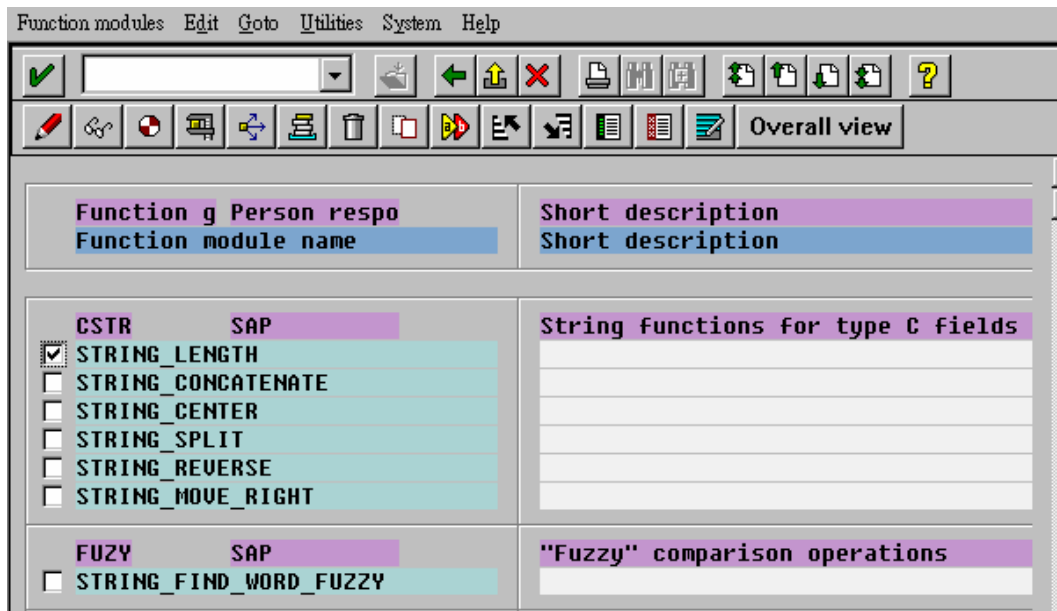 Function modules Edit Goto Utilities System Help
Overall view
Function g Person respo Short description
Function module name Short description
CSTR SAP String functions for type C fields
STRING_LENGTH
STRING_CONCATENATE
STRING_CENTER
STRING_SPLIT
STRING_REVERSE
STRING_MOVE_RIGHT
FUZY SAP "Fuzzy" comparison operations
STRING_FIND_WORD_FUZZY